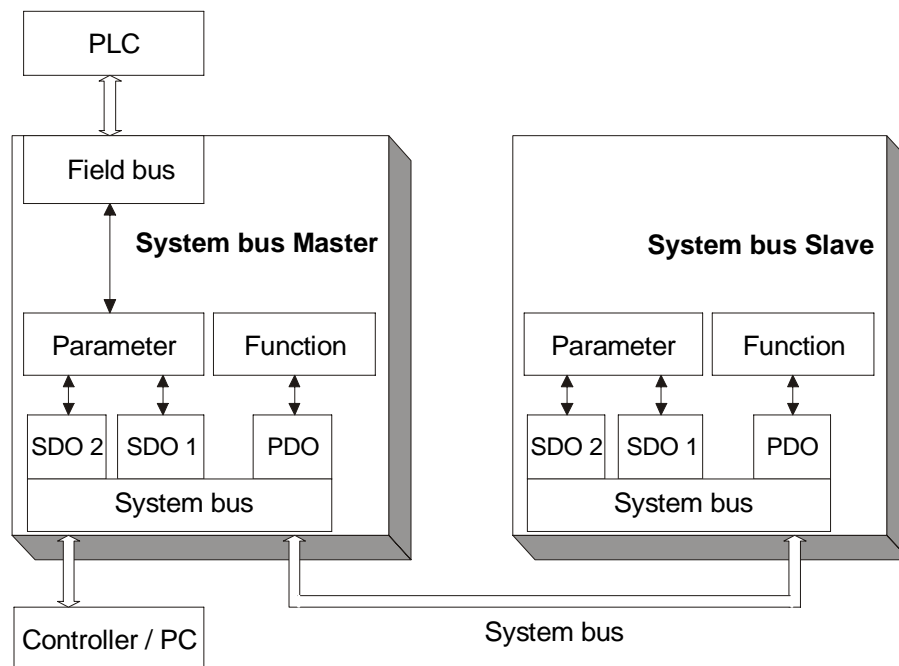 PLC
Field bus
System bus Master
System bus Slave
Parameter
Function
Parameter
Function
SDO 2
SDO 1
PDO
SDO 2
SDO 1
PDO
System bus
System bus
Controller / PC
System bus